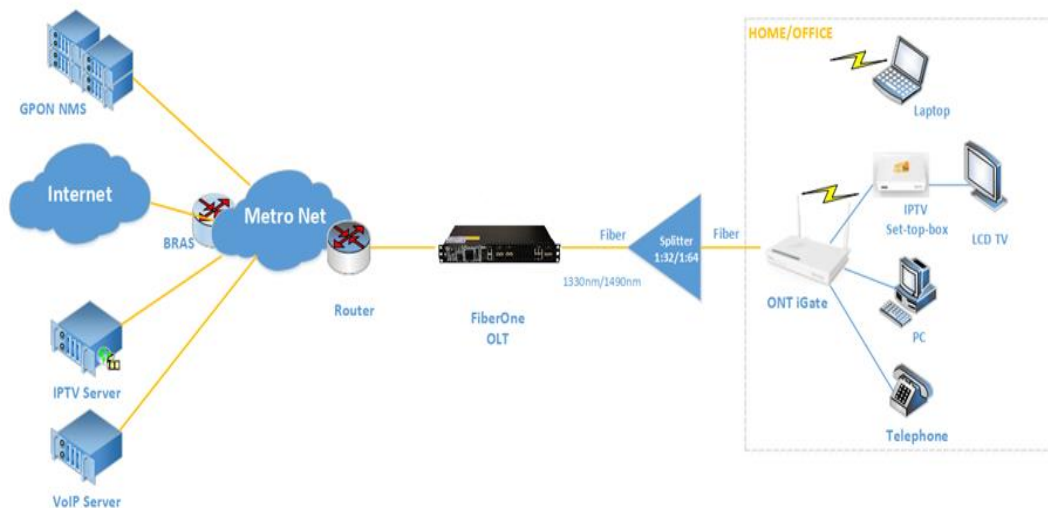 HOME/OFFICE
GPON NMS
Laptop
Internet
Metro Net
BRAS
IPTV
Set-top-box
LCD TV
Fiber
Splitter
1:32/1:64
Fiber
1330nm/1490nm
Router
FiberOne
OLT
ONT iGate
PC
IPTV Server
Telephone
VoIP Server